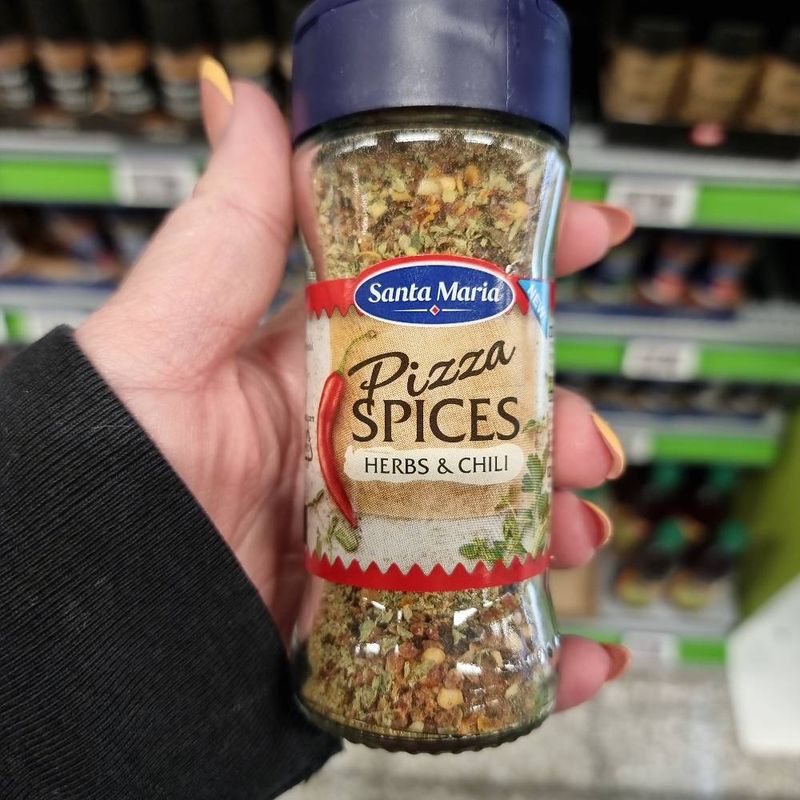 Santa Maria
Pizza
SPICES
HERBS & CHILI